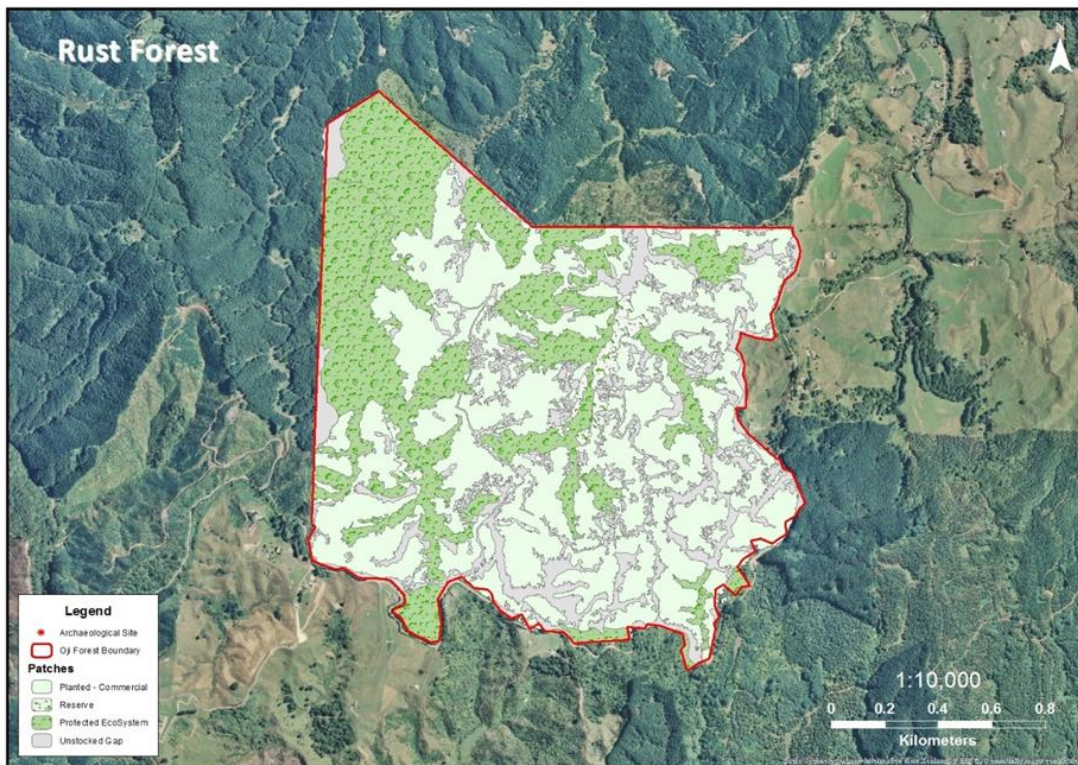 Rust Forest
Legend
Archaeological Site
Oji Forest Boundary
Patches
Planted - Commercial
Reserve
Protected EcoSystem
Unstocked Gap
1:10,000
0 0.2 0.4 0.6 0.8
Kilometers